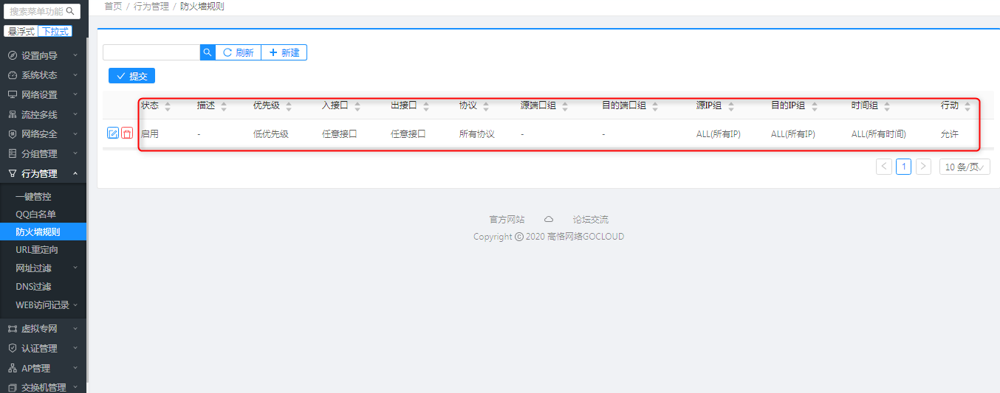 搜索菜单功能
悬浮式 下拉式
设置向导
系统状态
网络设置
流控多线
网络安全
分组管理
行为管理
一键管控
QQ白名单
防火墙规则
URL重定向
网址过滤
DNS过滤
WEB访问记录
虚拟专网
认证管理
AP管理
交换机管理
首页 / 行为管理 / 防火墙规则
刷新 新建
提交
状态 描述 优先级 入接口 出接口 协议 源端口组 目的端口组 源IP组 目的IP组 时间组 行动
启用 - 低优先级 任意接口 任意接口 所有协议 - - ALL(所有IP) ALL(所有IP) ALL(所有时间) 允许
1 10 条/页
官方网站 论坛交流
Copyright © 2020 高恪网络GOCLOUD